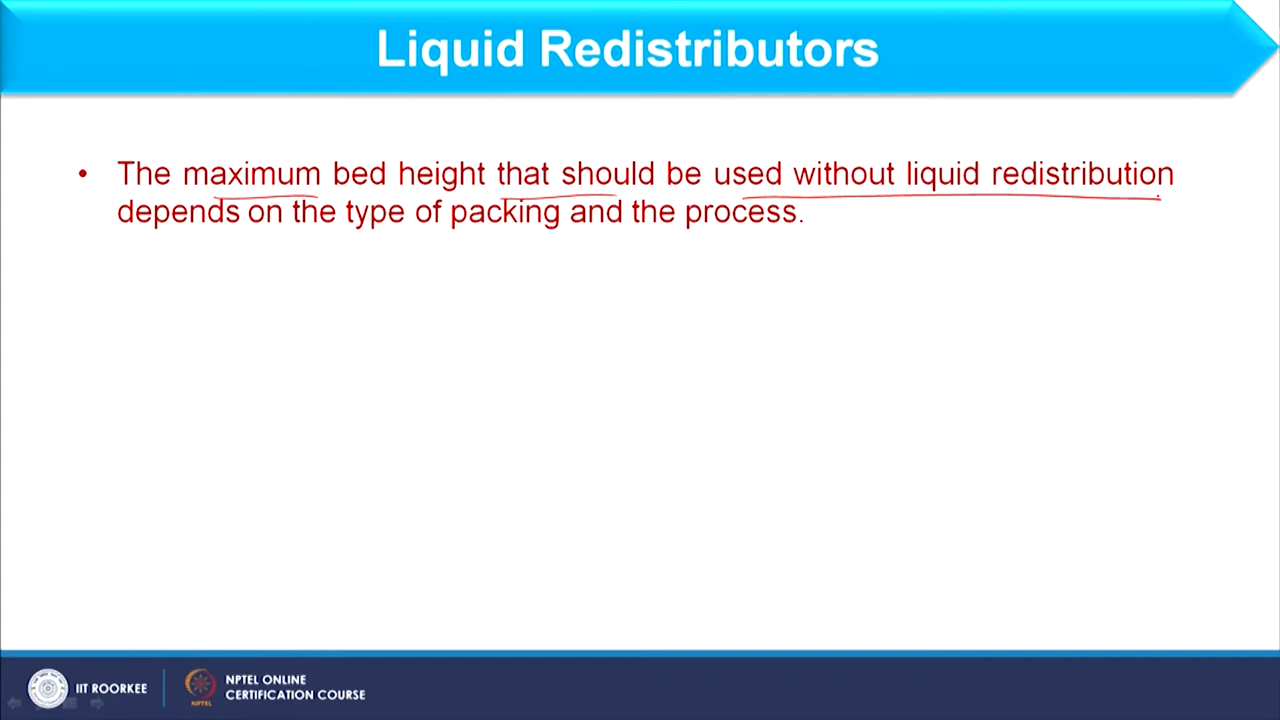 Liquid Redistributors
• The maximum bed height that should be used without liquid redistribution
depends on the type of packing and the process.
IIT ROORKEE
NPTEL ONLINE
CERTIFICATION COURSE
NPTEL